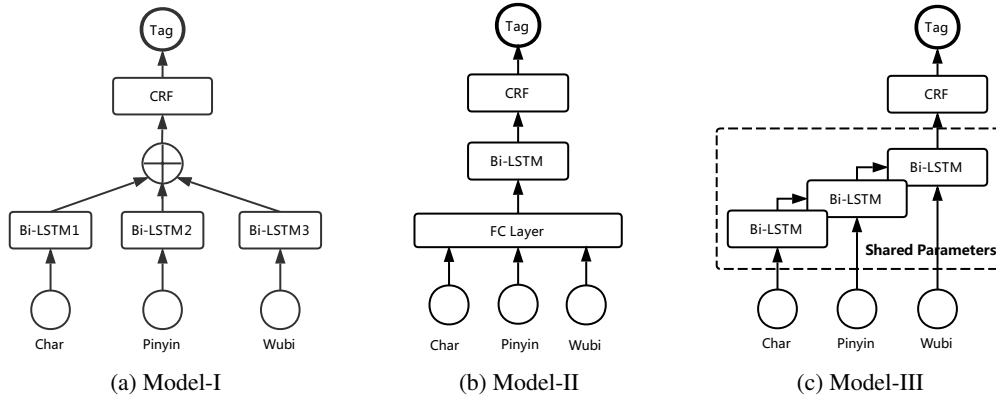 Tag
CRF
Bi-LSTM1 Bi-LSTM2 Bi-LSTM3
Char Pinyin Wubi
(a) Model-I
Tag
CRF
Bi-LSTM
FC Layer
Char Pinyin Wubi
(b) Model-II
Tag
CRF
Bi-LSTM
Bi-LSTM
Bi-LSTM
Shared Parameters
Char Pinyin Wubi
(c) Model-III